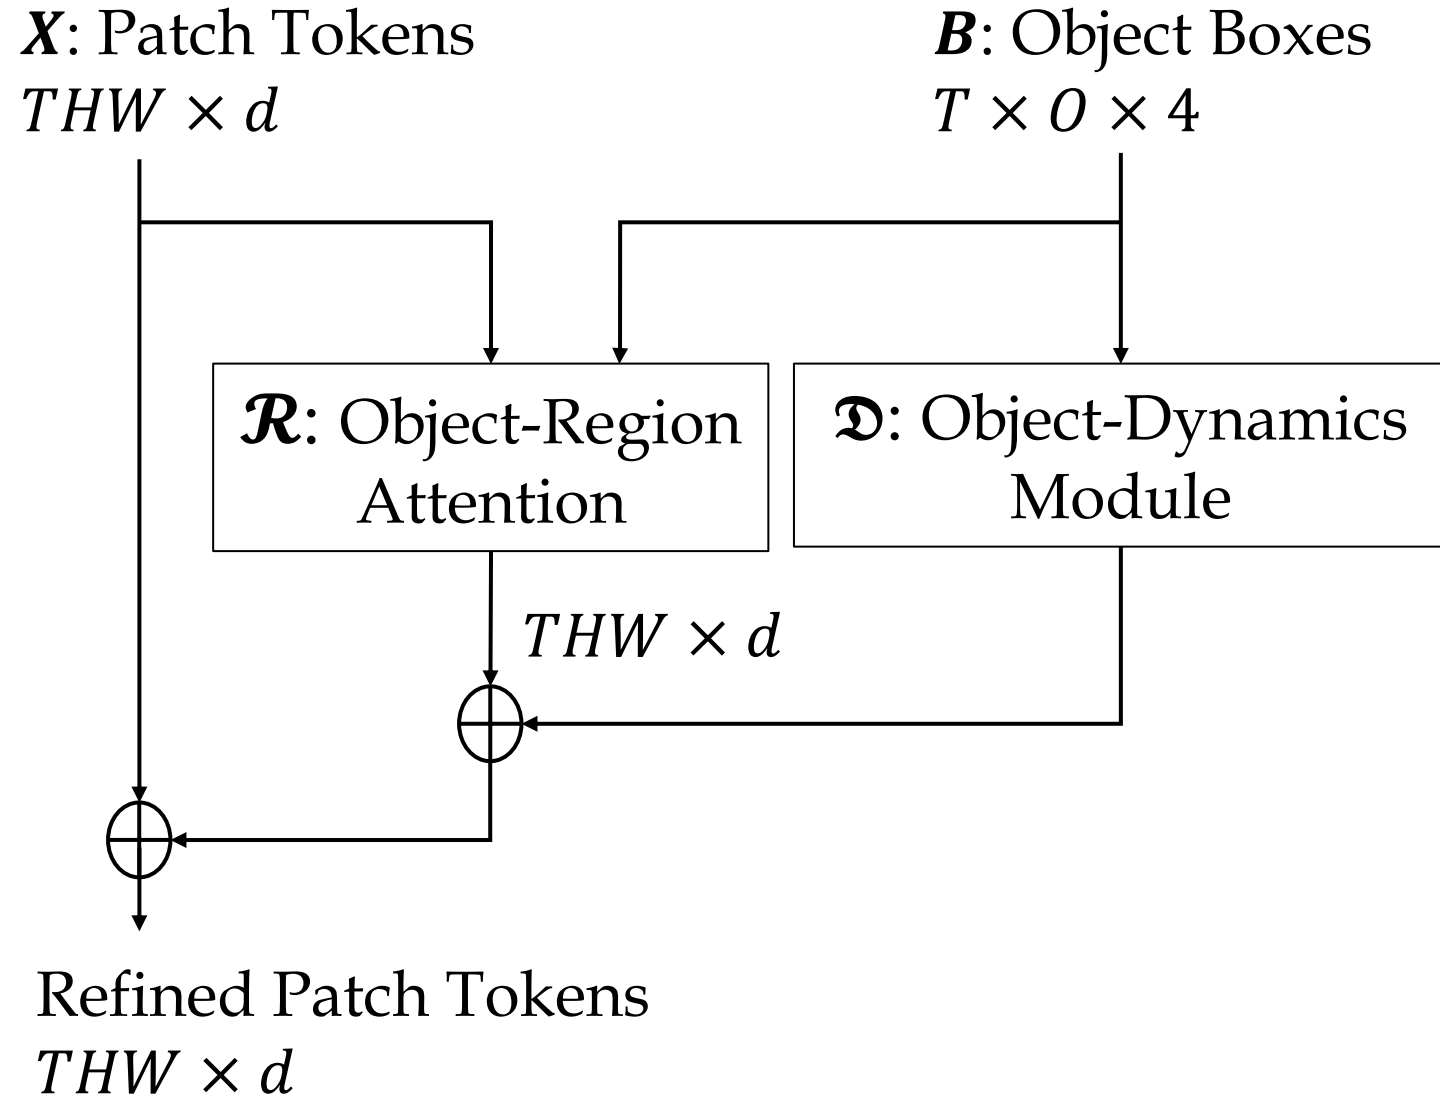 𝑿: Patch Tokens
𝑇𝐻𝑊 × 𝑑
𝑩: Object Boxes
𝑇 × 𝑂 × 4
𝓡: Object-Region
Attention
𝕯: Object-Dynamics
Module
𝑇𝐻𝑊 × 𝑑
Refined Patch Tokens
𝑇𝐻𝑊 × 𝑑